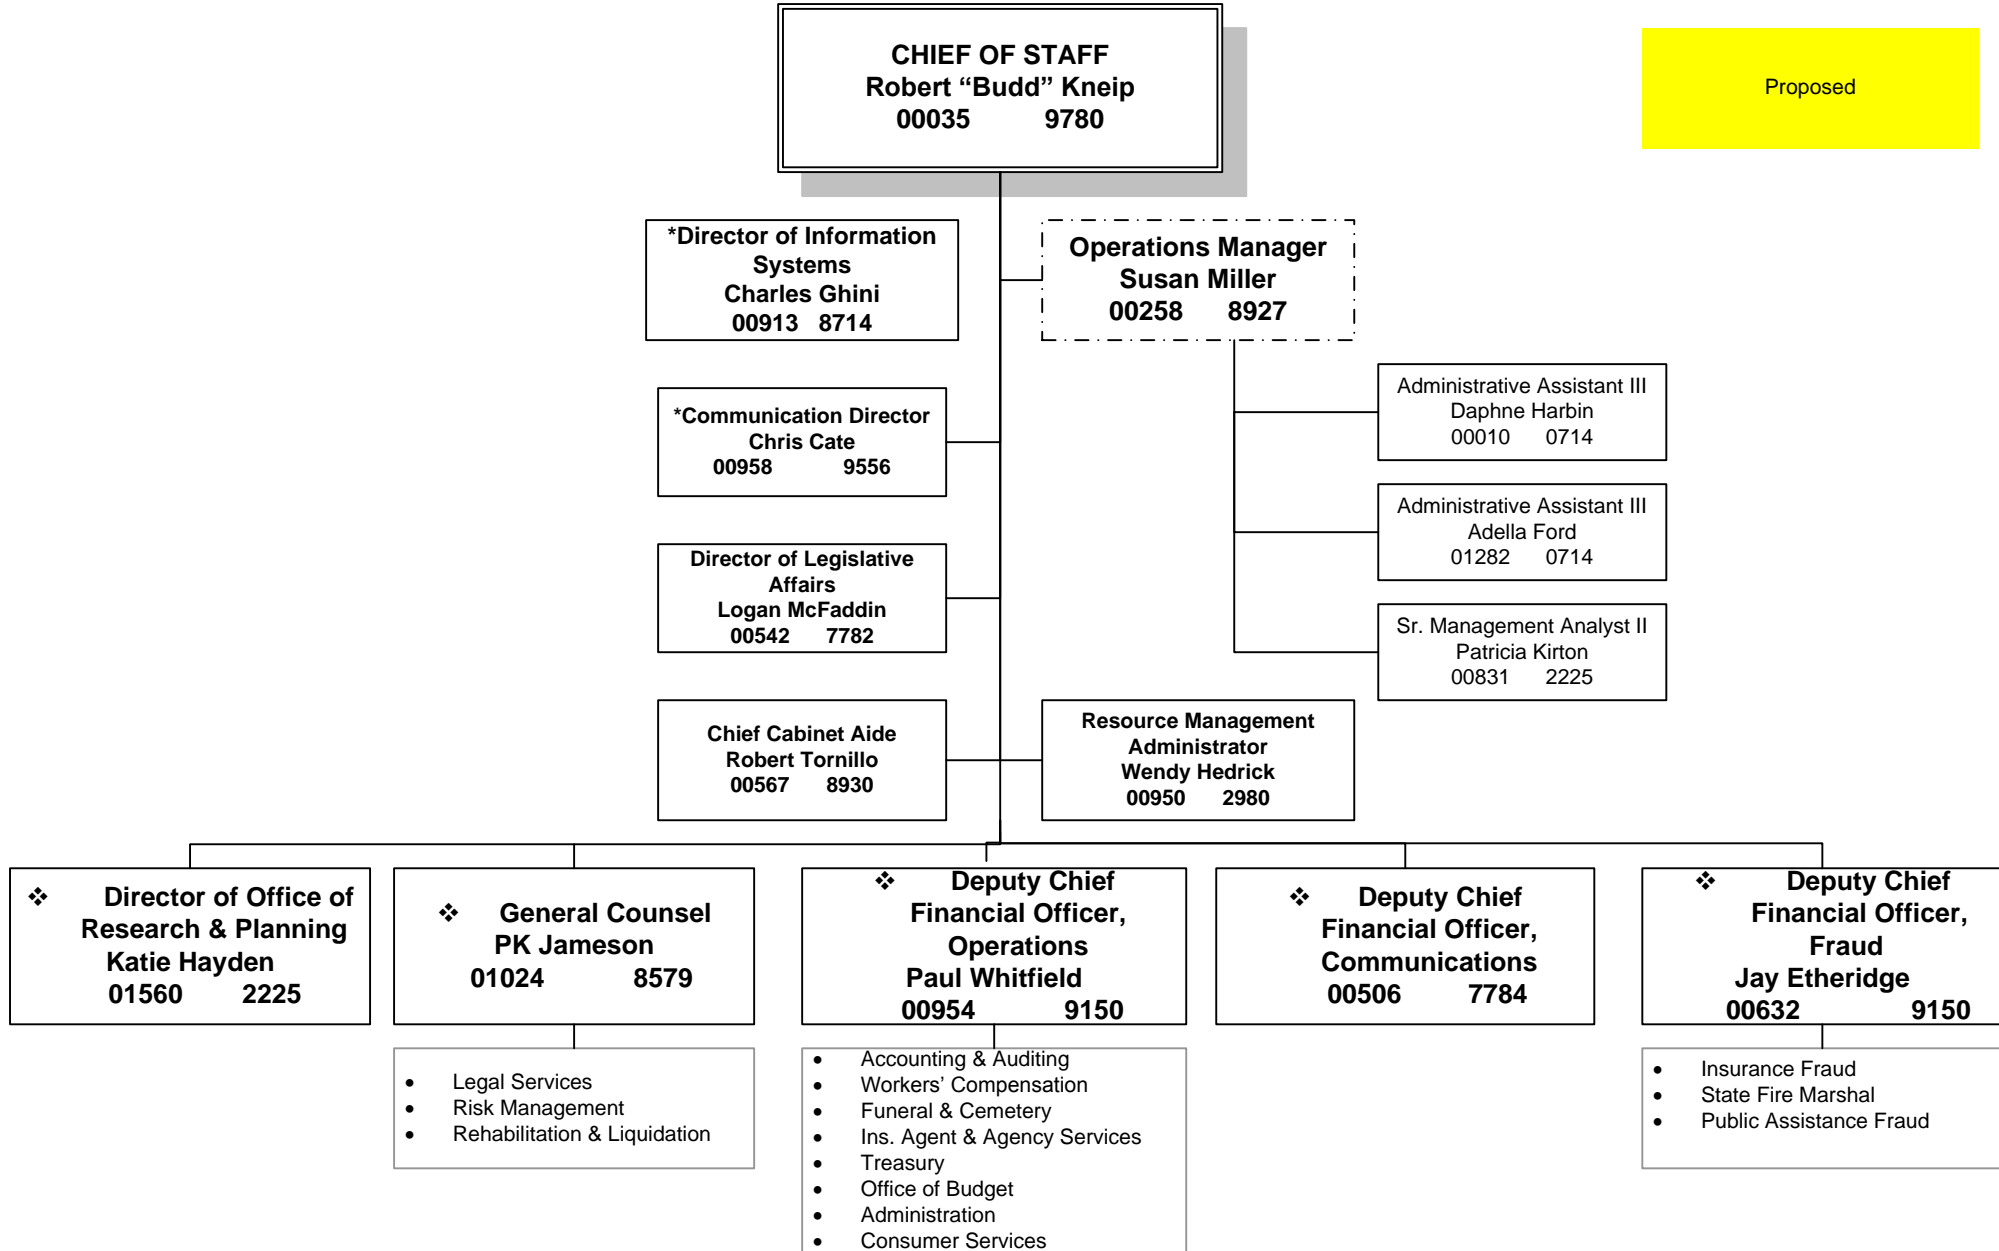 CHIEF OF STAFF
Robert “Budd” Kneip
00035 9780
Proposed
*Director of Information
Systems
Charles Ghini
00913 8714
Operations Manager
Susan Miller
00258 8927
Administrative Assistant III
Daphne Harbin
00010 0714
*Communication Director
Chris Cate
00958 9556
Administrative Assistant III
Adella Ford
01282 0714
Director of Legislative
Affairs
Logan McFaddin
00542 7782
Sr. Management Analyst II
Patricia Kirton
00831 2225
Chief Cabinet Aide
Robert Tornillo
00567 8930
Resource Management
Administrator
Wendy Hedrick
00950 2980
❖ Director of Office of
Research & Planning
Katie Hayden
01560 2225
❖ General Counsel
PK Jameson
01024 8579
❖ Deputy Chief
Financial Officer,
Operations
Paul Whitfield
00954 9150
❖ Deputy Chief
Financial Officer,
Communications
00506 7784
❖ Deputy Chief
Financial Officer,
Fraud
Jay Etheridge
00632 9150
• Legal Services
• Risk Management
• Rehabilitation & Liquidation
• Accounting & Auditing
• Workers’ Compensation
• Funeral & Cemetery
• Ins. Agent & Agency Services
• Treasury
• Office of Budget
• Administration
• Consumer Services
• Insurance Fraud
• State Fire Marshal
• Public Assistance Fraud